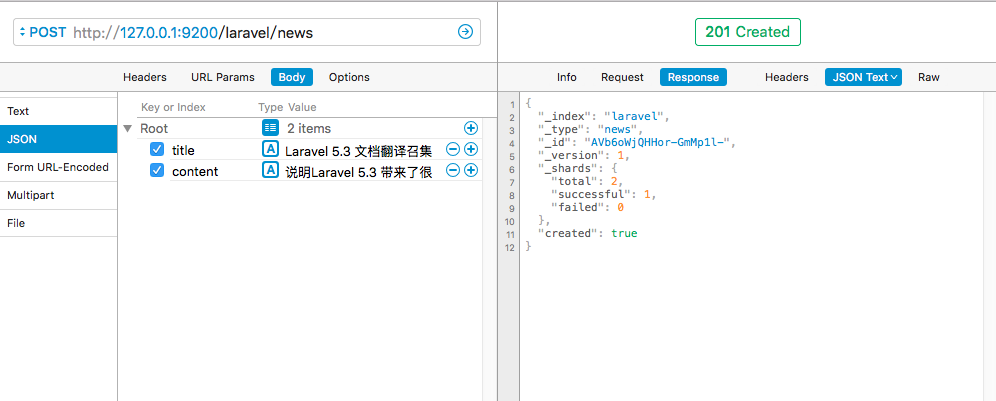 POST http://127.0.0.1:9200/laravel/news
201 Created
Headers URL Params Body Options
Info Request Response Headers JSON Text Raw
Text
JSON
Form URL-Encoded
Multipart
File
Key or Index Type Value
Root 2 items
title A Laravel 5.3 文档翻译召集
content A 说明Laravel 5.3 带来了很
1 {
2 "_index": "laravel",
3 "_type": "news",
4 "_id": "AVb6oWjQHHor-GmMp1l-",
5 "_version": 1,
6 "_shards": {
7 "total": 2,
8 "successful": 1,
9 "failed": 0
10 },
11 "created": true
12 }